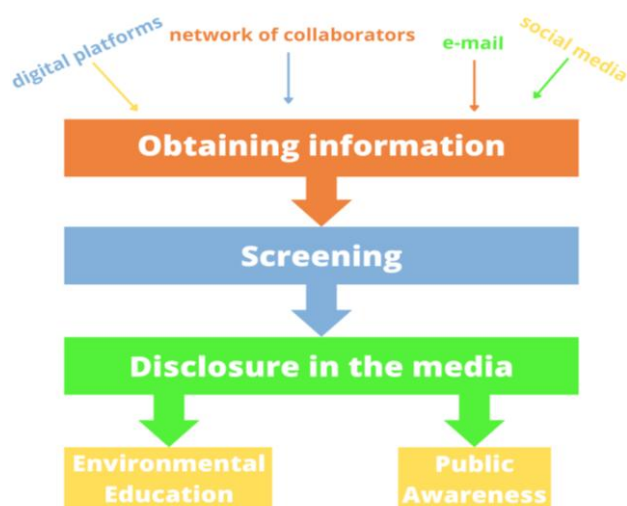 digital platforms
network of collaborators
e-mail
social media
Obtaining information
Screening
Disclosure in the media
Environmental
Education
Public
Awareness